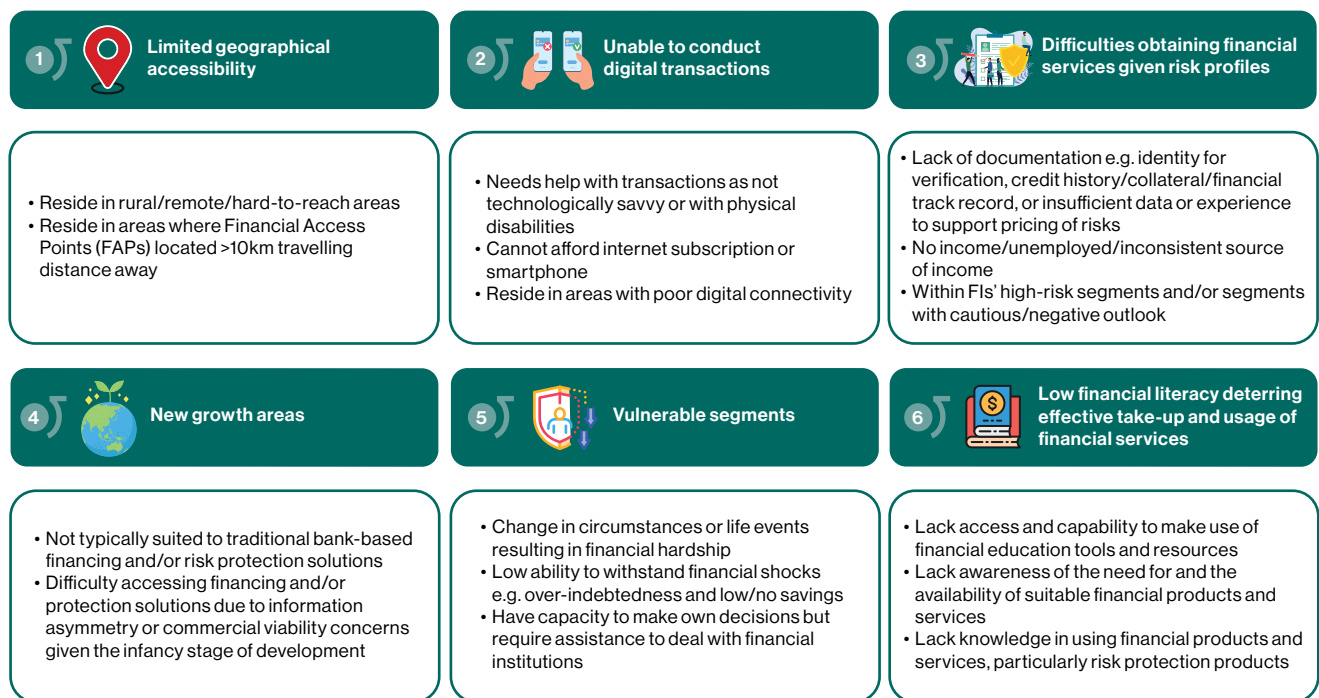 1
Limited geographical
accessibility
2
Unable to conduct
digital transactions
3
Difficulties obtaining financial
services given risk profiles
• Reside in rural/remote/hard-to-reach areas
• Reside in areas where Financial Access
Points (FAPs) located >10km travelling
distance away
• Needs help with transactions as not
technologically savvy or with physical
disabilities
• Cannot afford internet subscription or
smartphone
• Reside in areas with poor digital connectivity
• Lack of documentation e.g. identity for
verification, credit history/collateral/financial
track record, or insufficient data or experience
to support pricing of risks
• No income/unemployed/inconsistent source
of income
• Within FIs’ high-risk segments and/or segments
with cautious/negative outlook
4
New growth areas
5
Vulnerable segments
6
Low financial literacy deterring
effective take-up and usage of
financial services
• Not typically suited to traditional bank-based
financing and/or risk protection solutions
• Difficulty accessing financing and/or
protection solutions due to information
asymmetry or commercial viability concerns
given the infancy stage of development
• Change in circumstances or life events
resulting in financial hardship
• Low ability to withstand financial shocks
e.g. over-indebtedness and low/no savings
• Have capacity to make own decisions but
require assistance to deal with financial
institutions
• Lack access and capability to make use of
financial education tools and resources
• Lack awareness of the need for and the
availability of suitable financial products and
services
• Lack knowledge in using financial products and
services, particularly risk protection products